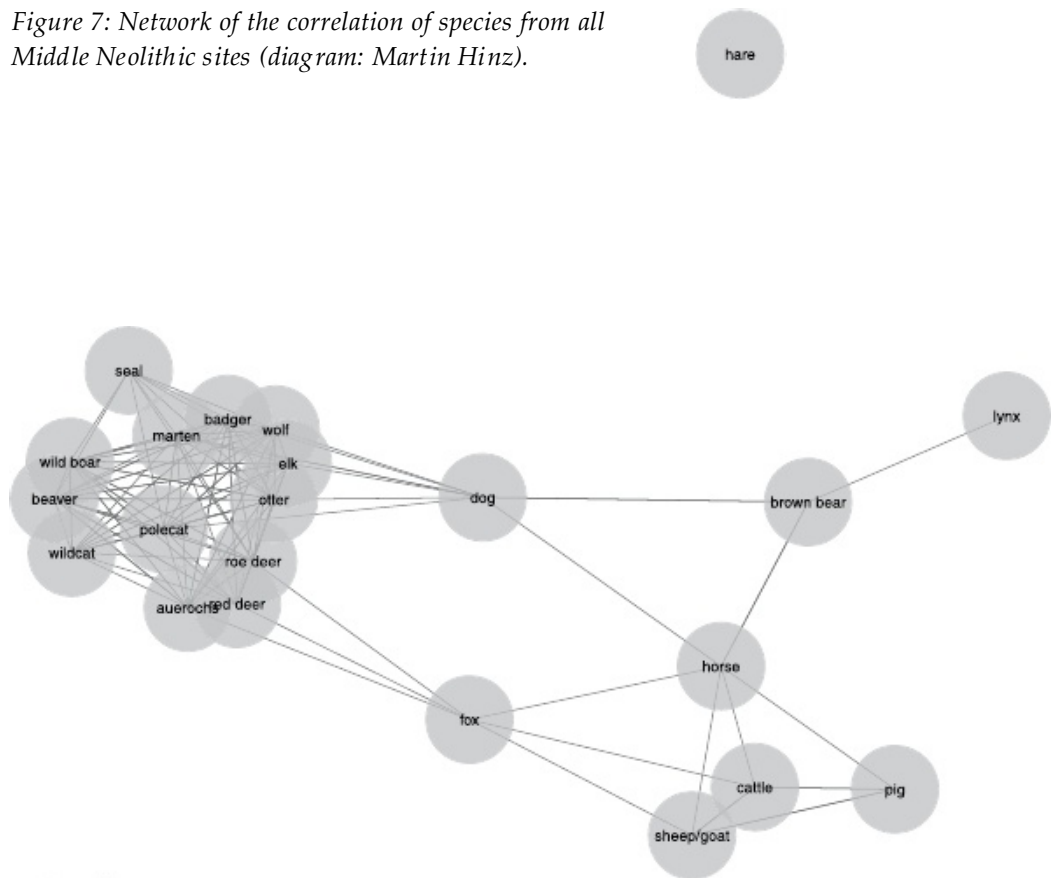 Figure 7: Network of the correlation of species from all
Middle Neolithic sites (diagram: Martin Hinz).
hare
seal
badger
wolf
marten
lynx
wild boar
elk
beaver
otter
dog
brown bear
polecat
wildcat
roe deer
auerochs
red deer
horse
fox
cattle
pig
sheep/goat